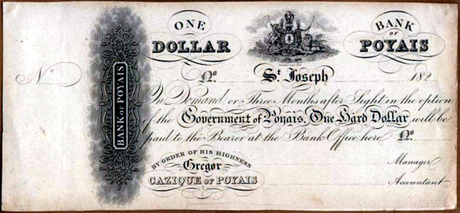 ONE
DOLLAR
BANK
of
POYAIS
BANK OF POYAIS
No
No.
St. Joseph
182
On Demand or Three Months after Sight in the option
of the Government of Poyais, One Hard Dollar will be
paid to the Bearer at the Bank Office here No.
BY ORDER OF HIS HIGHNESS
Gregor
CAZIQUE OF POYAIS
Manager
Accountant